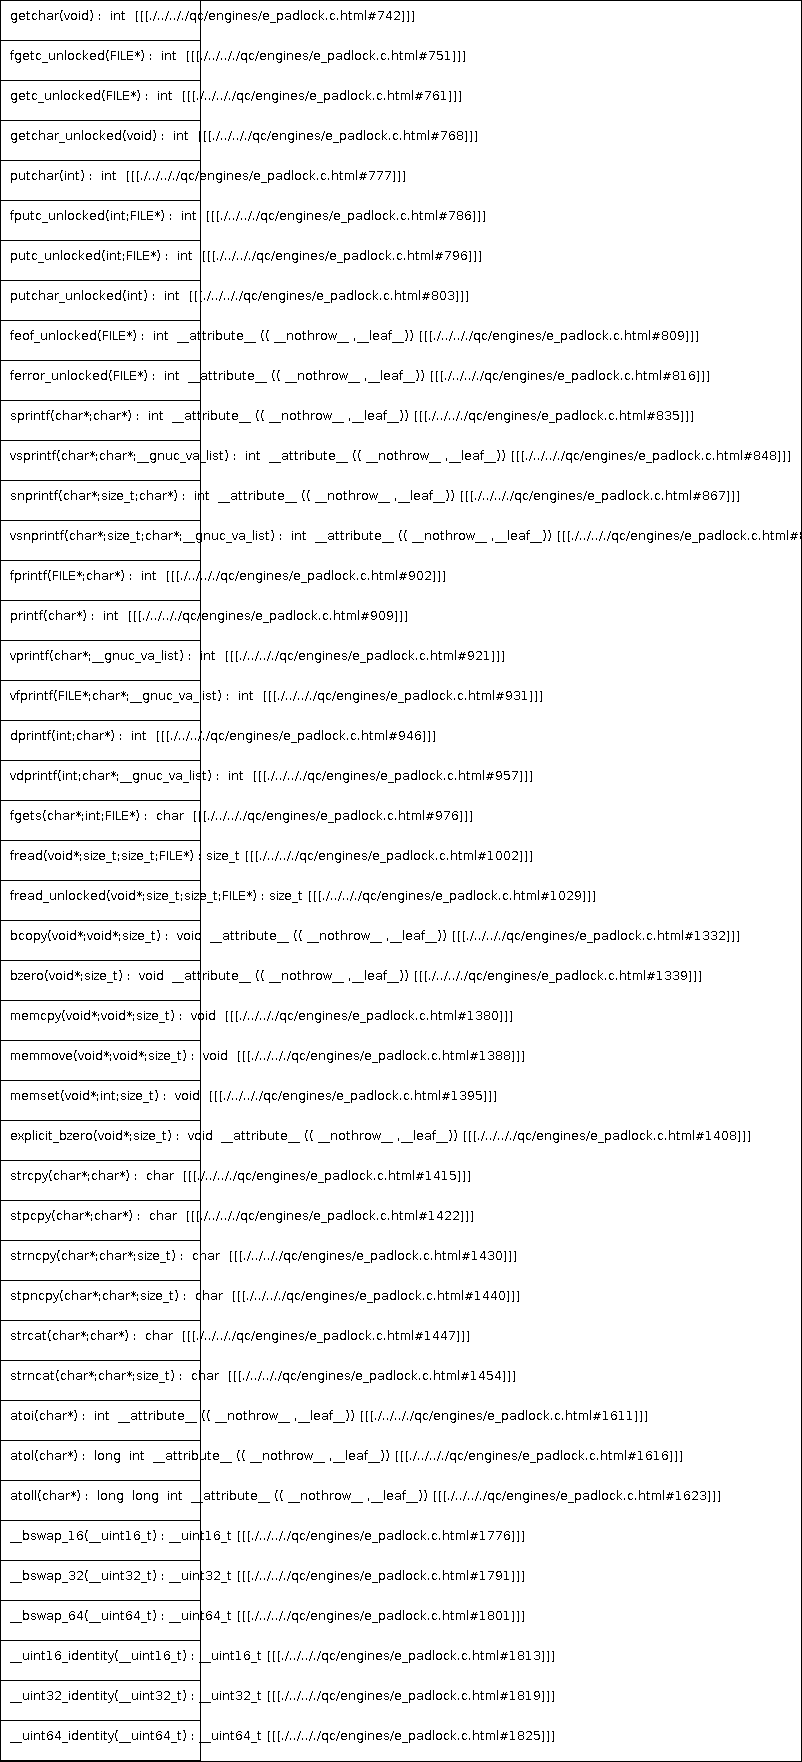 getchar(void) : int [[[./../.././qc/engines/e_padlock.c.html#742]]]
fgetc_unlocked(FILE*) : int [[[./../.././qc/engines/e_padlock.c.html#751]]]
getc_unlocked(FILE*) : int [[[./../.././qc/engines/e_padlock.c.html#761]]]
getchar_unlocked(void) : int [[[./../.././qc/engines/e_padlock.c.html#768]]]
putchar(int) : int [[[./../.././qc/engines/e_padlock.c.html#777]]]
fputc_unlocked(int;FILE*) : int [[[./../.././qc/engines/e_padlock.c.html#786]]]
putc_unlocked(int;FILE*) : int [[[./../.././qc/engines/e_padlock.c.html#796]]]
putchar_unlocked(int) : int [[[./../.././qc/engines/e_padlock.c.html#803]]]
feof_unlocked(FILE*) : int __attribute__ (( __nothrow__ ,__leaf__)) [[[./../.././qc/engines/e_padlock.c.html#809]]]
ferror_unlocked(FILE*) : int __attribute__ (( __nothrow__ ,__leaf__)) [[[./../.././qc/engines/e_padlock.c.html#816]]]
sprintf(char*;char*) : int __attribute__ (( __nothrow__ ,__leaf__)) [[[./../.././qc/engines/e_padlock.c.html#835]]]
vsprintf(char*;char*;__gnuc_va_list) : int __attribute__ (( __nothrow__ ,__leaf__)) [[[./../.././qc/engines/e_padlock.c.html#848]]]
snprintf(char*;size_t;char*) : int __attribute__ (( __nothrow__ ,__leaf__)) [[[./../.././qc/engines/e_padlock.c.html#867]]]
vsnprintf(char*;size_t;char*;__gnuc_va_list) : int __attribute__ (( __nothrow__ ,__leaf__)) [[[./../.././qc/engines/e_padlock.c.html#
fprintf(FILE*;char*) : int [[[./../.././qc/engines/e_padlock.c.html#902]]]
printf(char*) : int [[[./../.././qc/engines/e_padlock.c.html#909]]]
vprintf(char*;__gnuc_va_list) : int [[[./../.././qc/engines/e_padlock.c.html#921]]]
vfprintf(FILE*;char*;__gnuc_va_list) : int [[[./../.././qc/engines/e_padlock.c.html#931]]]
dprintf(int;char*) : int [[[./../.././qc/engines/e_padlock.c.html#946]]]
vdprintf(int;char*;__gnuc_va_list) : int [[[./../.././qc/engines/e_padlock.c.html#957]]]
fgets(char*;int;FILE*) : char [[[./../.././qc/engines/e_padlock.c.html#976]]]
fread(void*;size_t;size_t;FILE*) : size_t [[[./../.././qc/engines/e_padlock.c.html#1002]]]
fread_unlocked(void*;size_t;size_t;FILE*) : size_t [[[./../.././qc/engines/e_padlock.c.html#1029]]]
bcopy(void*;void*;size_t) : void __attribute__ (( __nothrow__ ,__leaf__)) [[[./../.././qc/engines/e_padlock.c.html#1332]]]
bzero(void*;size_t) : void __attribute__ (( __nothrow__ ,__leaf__)) [[[./../.././qc/engines/e_padlock.c.html#1339]]]
memcpy(void*;void*;size_t) : void [[[./../.././qc/engines/e_padlock.c.html#1380]]]
memmove(void*;void*;size_t) : void [[[./../.././qc/engines/e_padlock.c.html#1388]]]
memset(void*;int;size_t) : void [[[./../.././qc/engines/e_padlock.c.html#1395]]]
explicit_bzero(void*;size_t) : void __attribute__ (( __nothrow__ ,__leaf__)) [[[./../.././qc/engines/e_padlock.c.html#1408]]]
strcpy(char*;char*) : char [[[./../.././qc/engines/e_padlock.c.html#1415]]]
stpcpy(char*;char*) : char [[[./../.././qc/engines/e_padlock.c.html#1422]]]
strncpy(char*;char*;size_t) : char [[[./../.././qc/engines/e_padlock.c.html#1430]]]
stpncpy(char*;char*;size_t) : char [[[./../.././qc/engines/e_padlock.c.html#1440]]]
strcat(char*;char*) : char [[[./../.././qc/engines/e_padlock.c.html#1447]]]
strncat(char*;char*;size_t) : char [[[./../.././qc/engines/e_padlock.c.html#1454]]]
atoi(char*) : int __attribute__ (( __nothrow__ ,__leaf__)) [[[./../.././qc/engines/e_padlock.c.html#1611]]]
atol(char*) : long int __attribute__ (( __nothrow__ ,__leaf__)) [[[./../.././qc/engines/e_padlock.c.html#1616]]]
atoll(char*) : long long int __attribute__ (( __nothrow__ ,__leaf__)) [[[./../.././qc/engines/e_padlock.c.html#1623]]]
__bswap_16(__uint16_t) : __uint16_t [[[./../.././qc/engines/e_padlock.c.html#1776]]]
__bswap_32(__uint32_t) : __uint32_t [[[./../.././qc/engines/e_padlock.c.html#1791]]]
__bswap_64(__uint64_t) : __uint64_t [[[./../.././qc/engines/e_padlock.c.html#1801]]]
__uint16_identity(__uint16_t) : __uint16_t [[[./../.././qc/engines/e_padlock.c.html#1813]]]
__uint32_identity(__uint32_t) : __uint32_t [[[./../.././qc/engines/e_padlock.c.html#1819]]]
__uint64_identity(__uint64_t) : __uint64_t [[[./../.././qc/engines/e_padlock.c.html#1825]]]